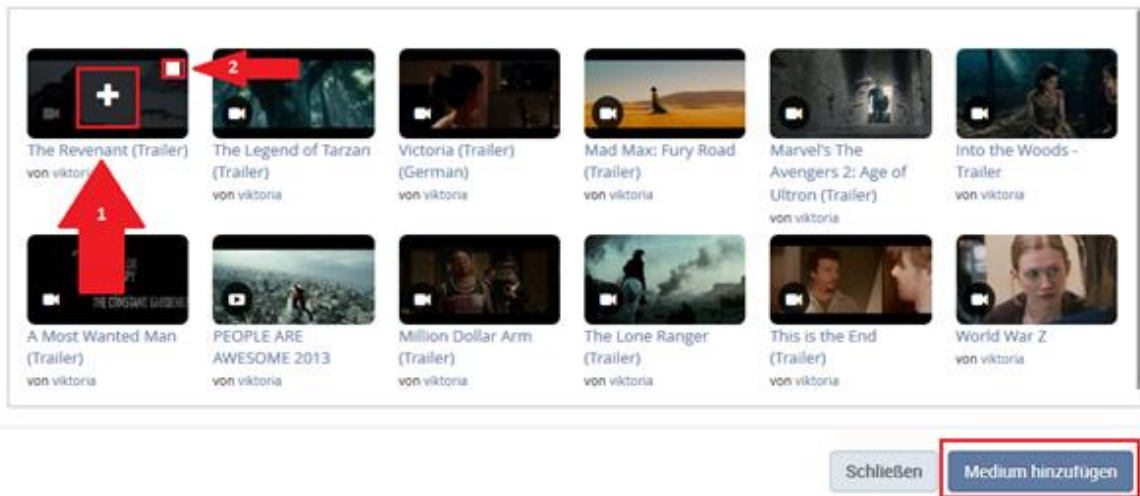 2
The Revenant (Trailer)
von viktoria
The Legend of Tarzan
(Trailer)
von viktoria
Victoria (Trailer)
(German)
von viktoria
Mad Max: Fury Road
(Trailer)
von viktoria
Marvel's The
Avengers 2: Age of
Ultron (Trailer)
von viktoria
Into the Woods -
Trailer
von viktoria
1
THE CONSTANT GARDENER
A Most Wanted Man
(Trailer)
von viktoria
PEOPLE ARE
AWESOME 2013
von viktoria
Million Dollar Arm
(Trailer)
von viktoria
The Lone Ranger
(Trailer)
von viktoria
This is the End
(Trailer)
von viktoria
World War Z
von viktoria
Schließen
Medium hinzufügen